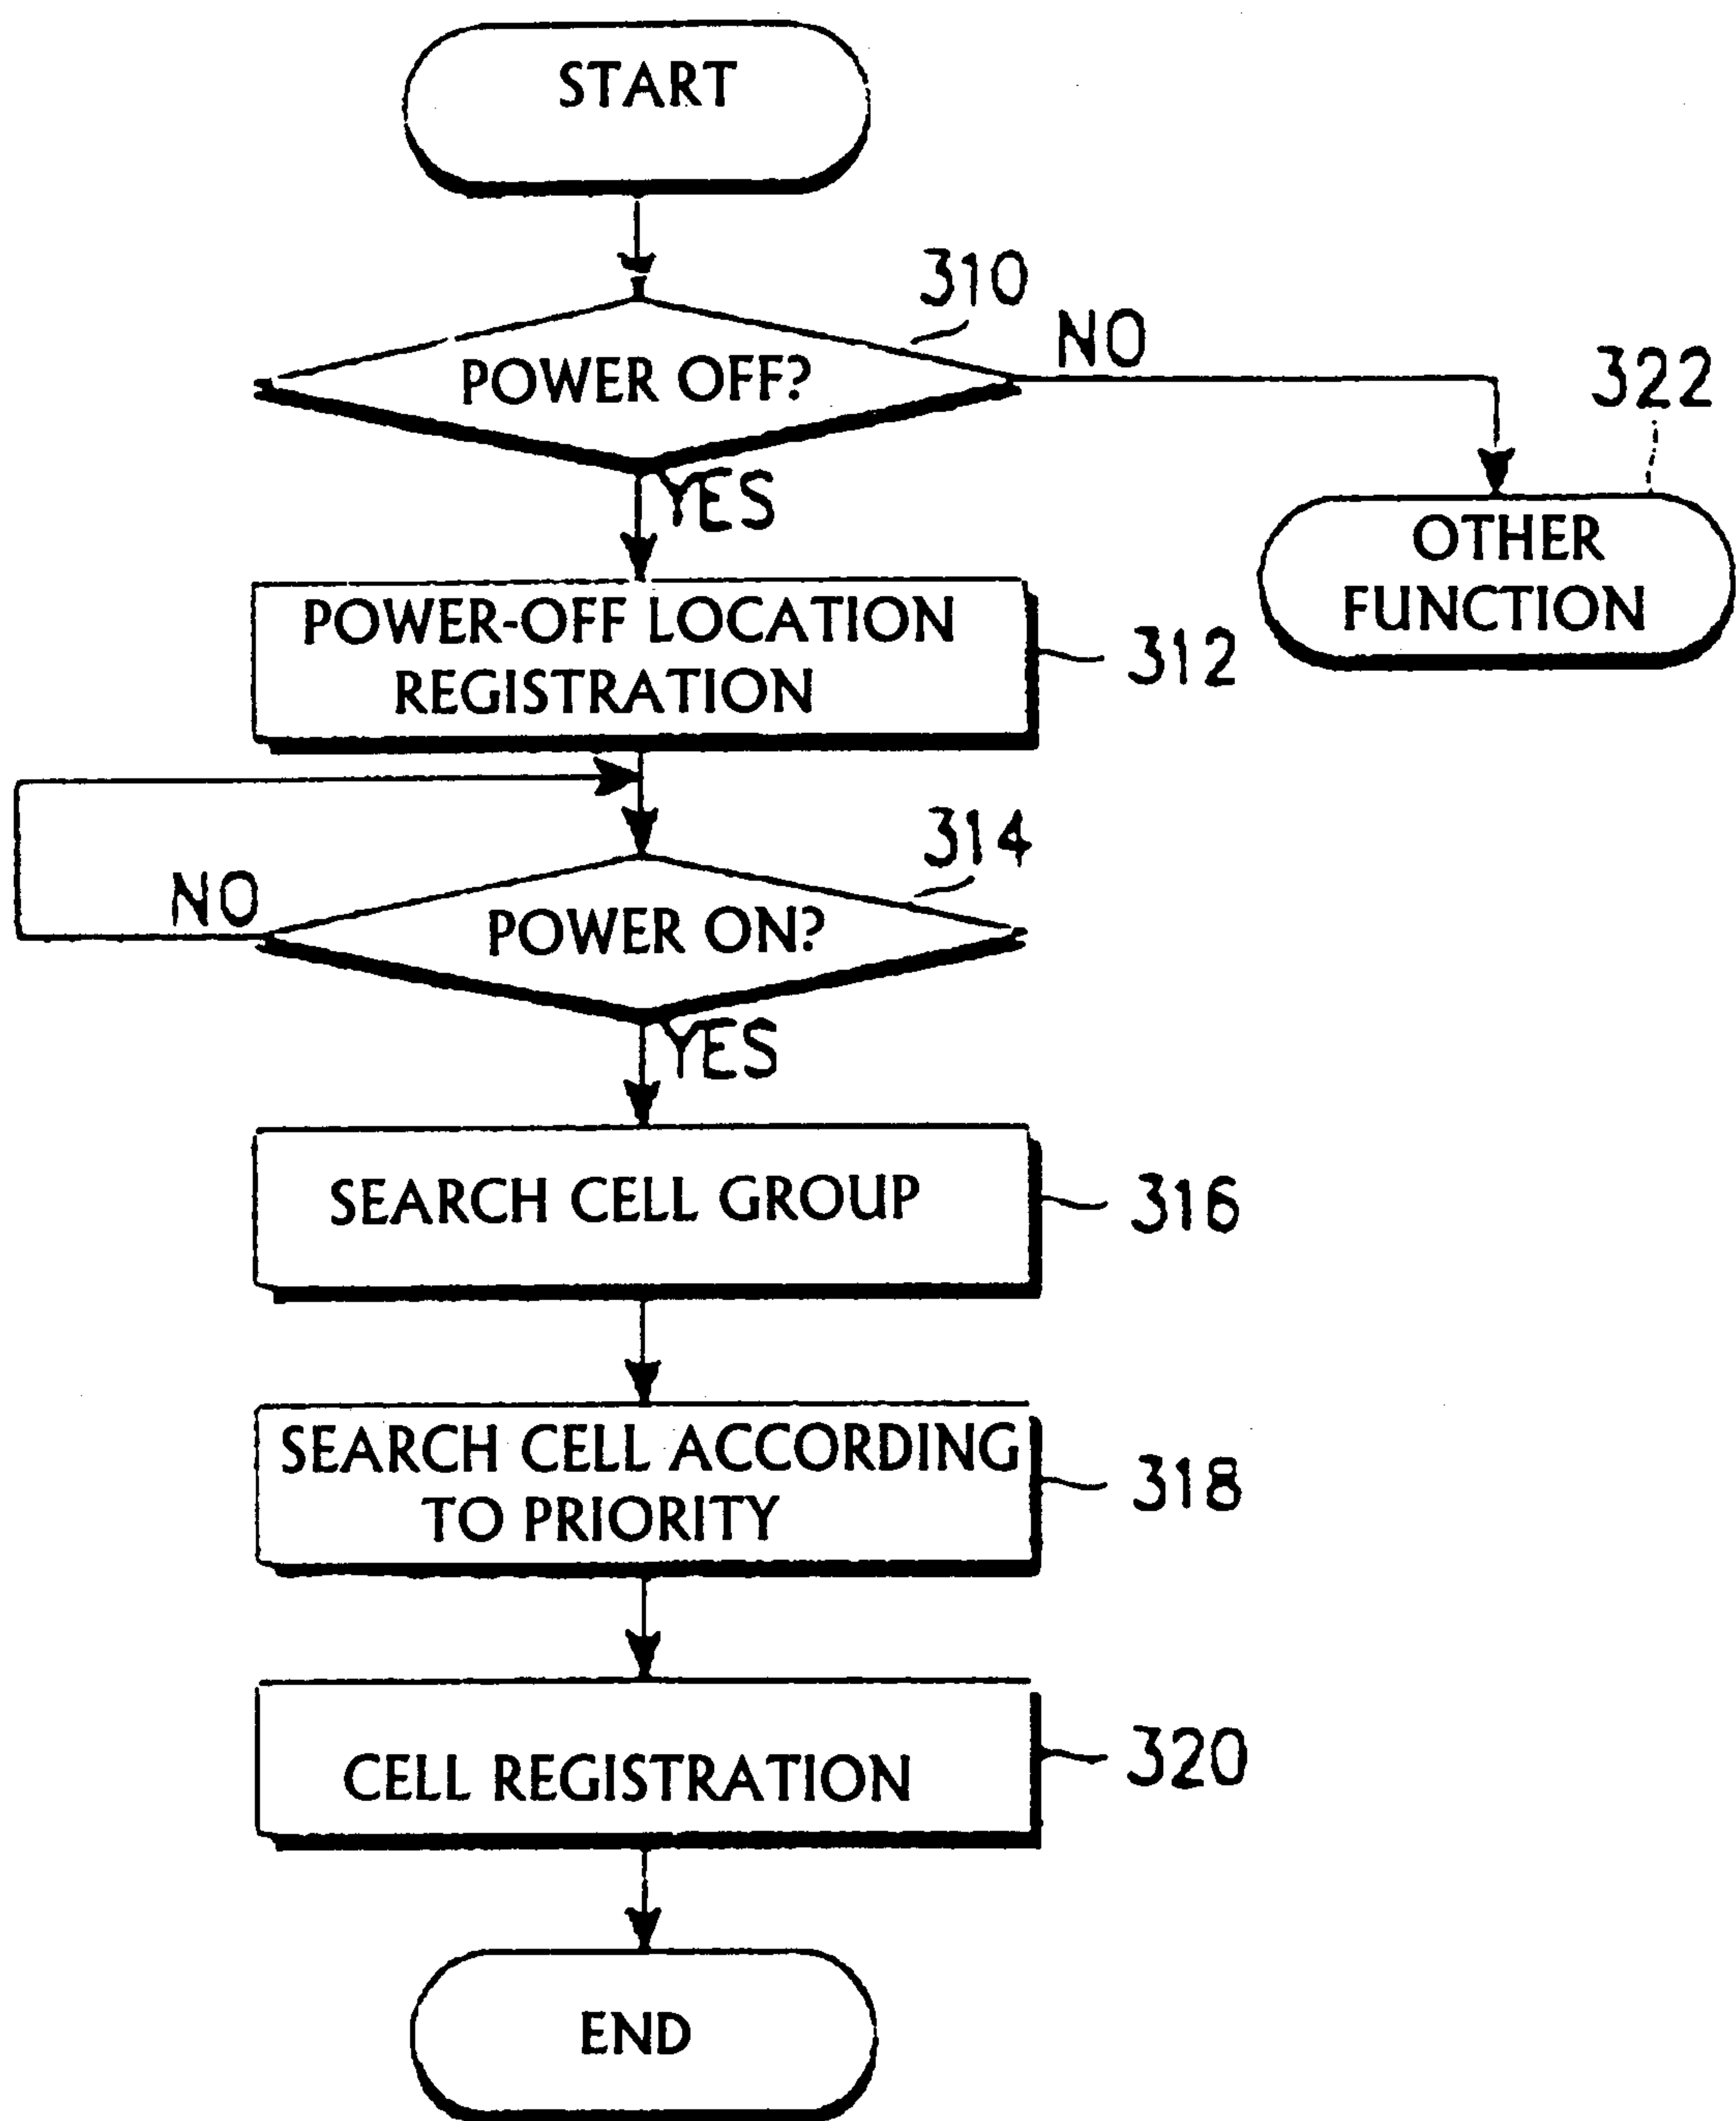 START
310
POWER OFF?
NO
322
YES
OTHER
FUNCTION
POWER-OFF LOCATION
REGISTRATION
312
314
NO
POWER ON?
YES
SEARCH CELL GROUP
316
SEARCH CELL ACCORDING
TO PRIORITY
318
CELL REGISTRATION
320
END